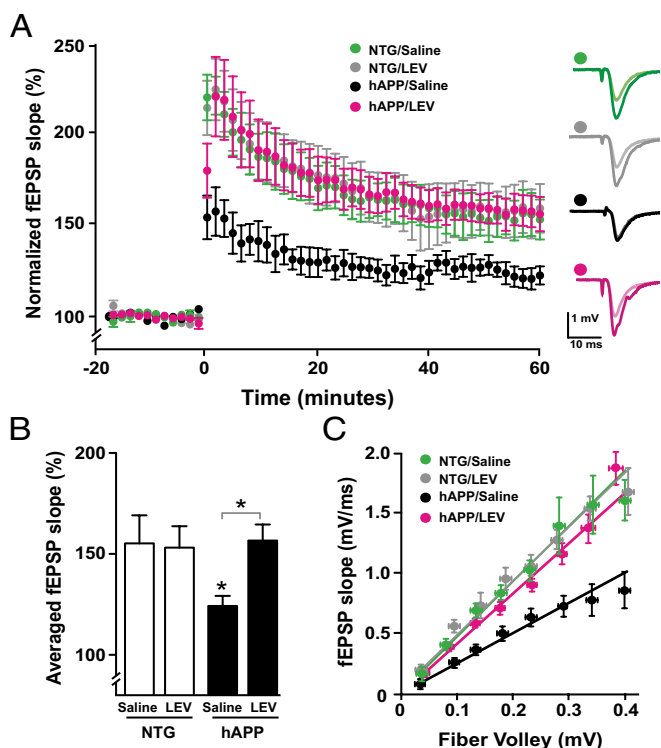 A
250
200
150
100
Normalized fEPSP slope (%)
NTG/Saline
NTG/LEV
hAPP/Saline
hAPP/LEV
-20 0 20 40 60
Time (minutes)
1 mV
10 ms
B
200
150
100
Averaged fEPSP slope (%)
*
*
Saline LEV Saline LEV
NTG hAPP
C
NTG/Saline
NTG/LEV
hAPP/Saline
hAPP/LEV
2.0
1.5
1.0
0.5
0
fEPSP slope (mV/ms)
0 0.1 0.2 0.3 0.4
Fiber Volley (mV)